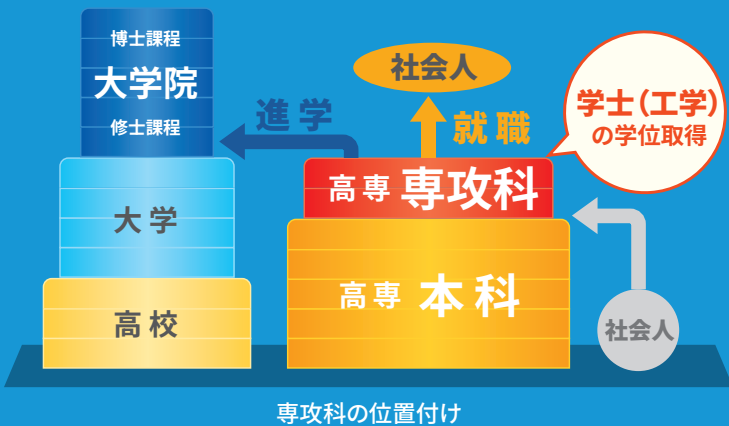 博士課程
大学院
修士課程
大学
高校
進学
社会人
就職
学士（工学）
の学位取得
高専 専攻科
高専 本科
社会人
専攻科の位置付け